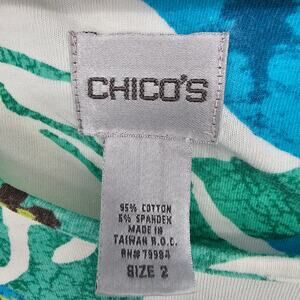 CHICO'S
95% COTTON
5% SPANDEX
MADE IN
TAIWAN R.O.C.
RN# 79984
SIZE 2